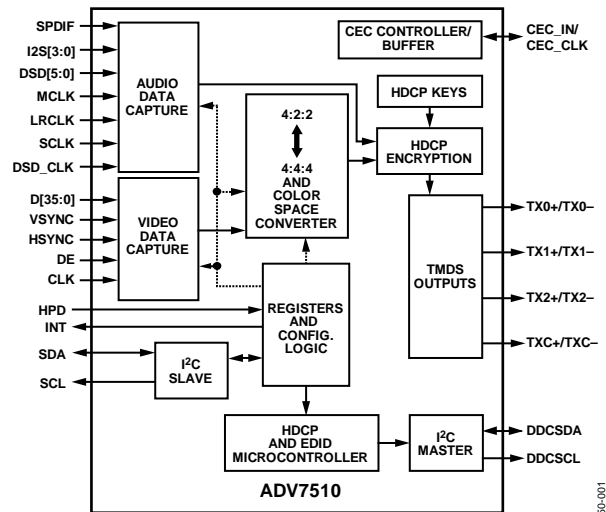 SPDIF
I2S[3:0]
DSD[5:0]
MCLK
LRCLK
SCLK
DSD_CLK
D[35:0]
VSYNC
HSYNC
DE
CLK
HPD
INT
SDA
SCL
AUDIO
DATA
CAPTURE
VIDEO
DATA
CAPTURE
I2C
SLAVE
4:2:2
4:4:4
AND
COLOR
SPACE
CONVERTER
REGISTERS
AND
CONFIG.
LOGIC
HDCP
AND EDID
MICROCONTROLLER
CEC CONTROLLER/
BUFFER
HDCP KEYS
HDCP
ENCRYPTION
TMDS
OUTPUTS
I2C
MASTER
CEC_IN/
CEC_CLK
TX0+/TX0–
TX1+/TX1–
TX2+/TX2–
TXC+/TXC–
DDCSDA
DDCSCL
ADV7510